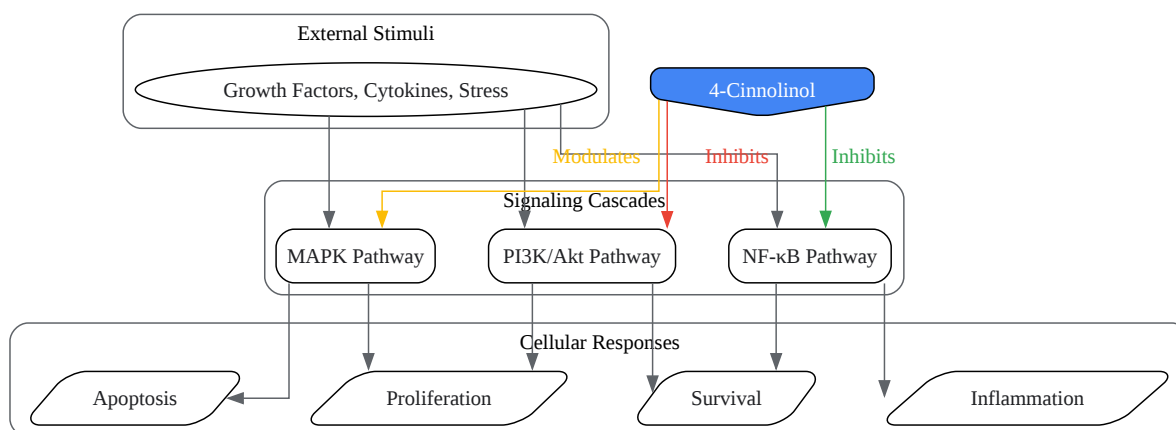 External Stimuli
Growth Factors, Cytokines, Stress
4-Cinnolinol
Modulates
Inhibits
Inhibits
Signaling Cascades
MAPK Pathway
PI3K/Akt Pathway
NF-κB Pathway
Cellular Responses
Apoptosis
Proliferation
Survival
Inflammation